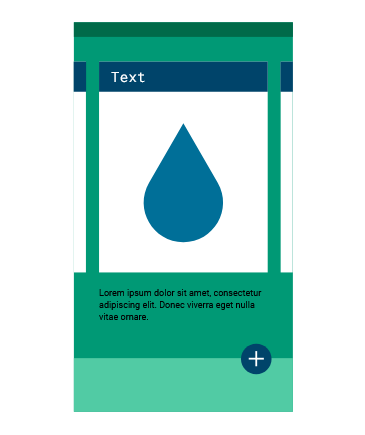 Text
Lorem ipsum dolor sit amet, consectetur
adipiscing elit. Donec viverra eget nulla
vitae ornare.